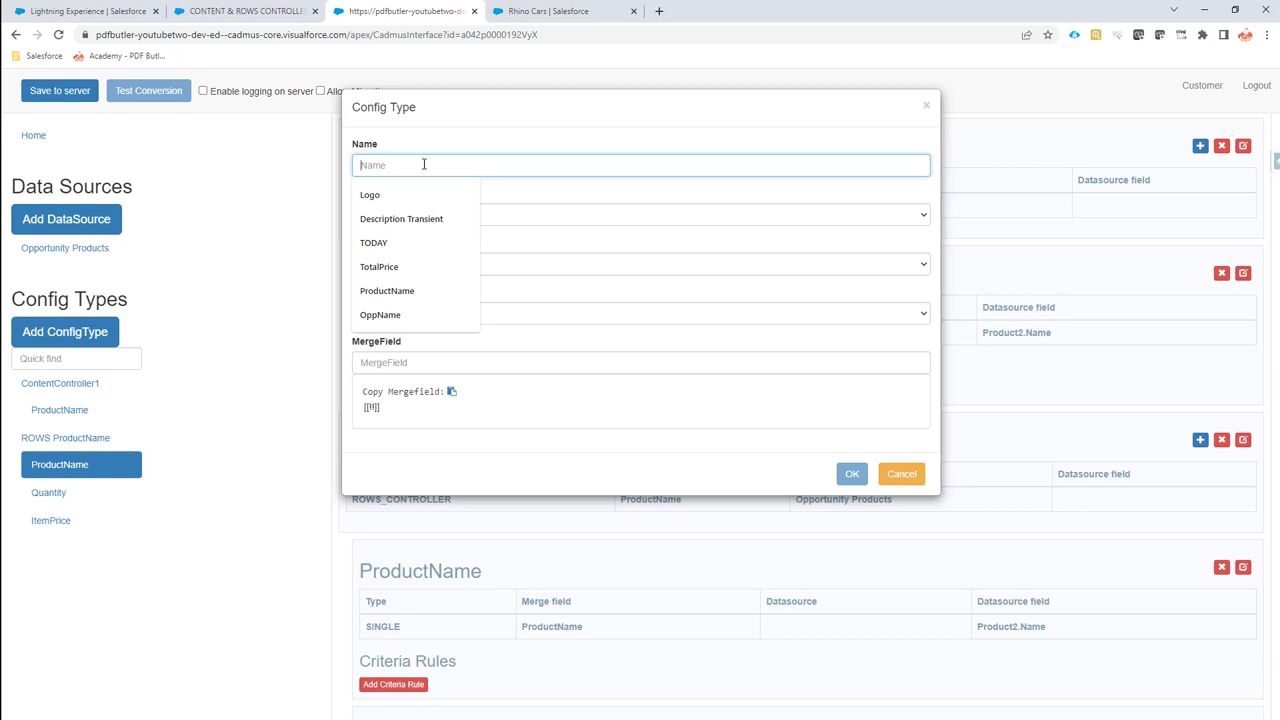 Lightning Experience | Salesforce
CONTENT & ROWS CONTROLLE
https://pdfbutler-youtubetwo-de
Rhino Cars | Salesforce
pdfbutler-youtubetwo-dev-ed--cadmus-core.visualforce.com/apex/CadmusInterface?id=a042p0000192VyX
Salesforce
Academy – PDF Butl...
Save to server
Test Conversion
Enable logging on server
Customer
Logout
Home
Data Sources
Add DataSource
Opportunity Products
Config Types
Add ConfigType
Quick find
ContentController1
ProductName
ROWS ProductName
ProductName
Quantity
ItemPrice
Config Type
×
Name
Name
Logo
Description Transient
TODAY
TotalPrice
ProductName
OppName
MergeField
MergeField
Copy Mergefield:
[[!!]]
OK
Cancel
Datasource field
Datasource field
Product2.Name
Datasource field
ROWS_CONTROLLER
ProductName
Opportunity Products
ProductName
Type
Merge field
Datasource
Datasource field
SINGLE
ProductName
Product2.Name
Criteria Rules
Add Criteria Rule